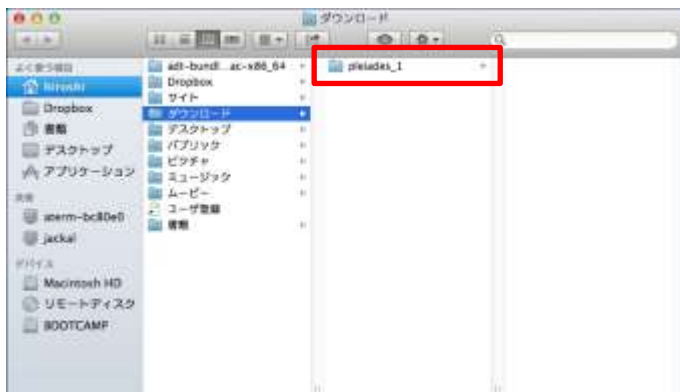 ダウンロード
よく使う項目
hiroshi
Dropbox
書類
デスクトップ
アプリケーション
共有
aterm-bc80e0
jackal
デバイス
Macintosh HD
リモートディスク
BOOTCAMP
adt-bundl...ac-x86_64
Dropbox
サイト
ダウンロード
デスクトップ
パブリック
ピクチャ
ミュージック
ムービー
ユーザ登録
書類
pleiades_1